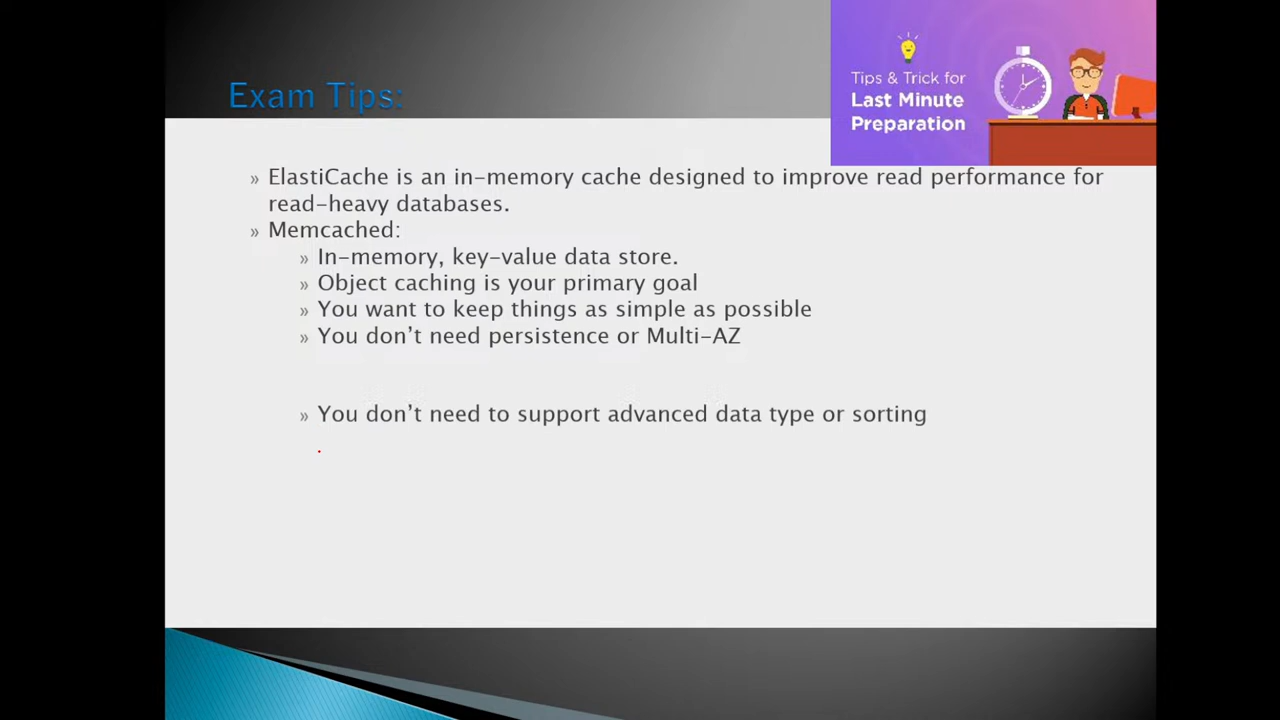 Exam Tips:
Tips & Trick for
Last Minute
Preparation
» ElastiCache is an in-memory cache designed to improve read performance for
read-heavy databases.
» Memcached:
» In-memory, key-value data store.
» Object caching is your primary goal
» You want to keep things as simple as possible
» You don't need persistence or Multi-AZ
» You don't need to support advanced data type or sorting